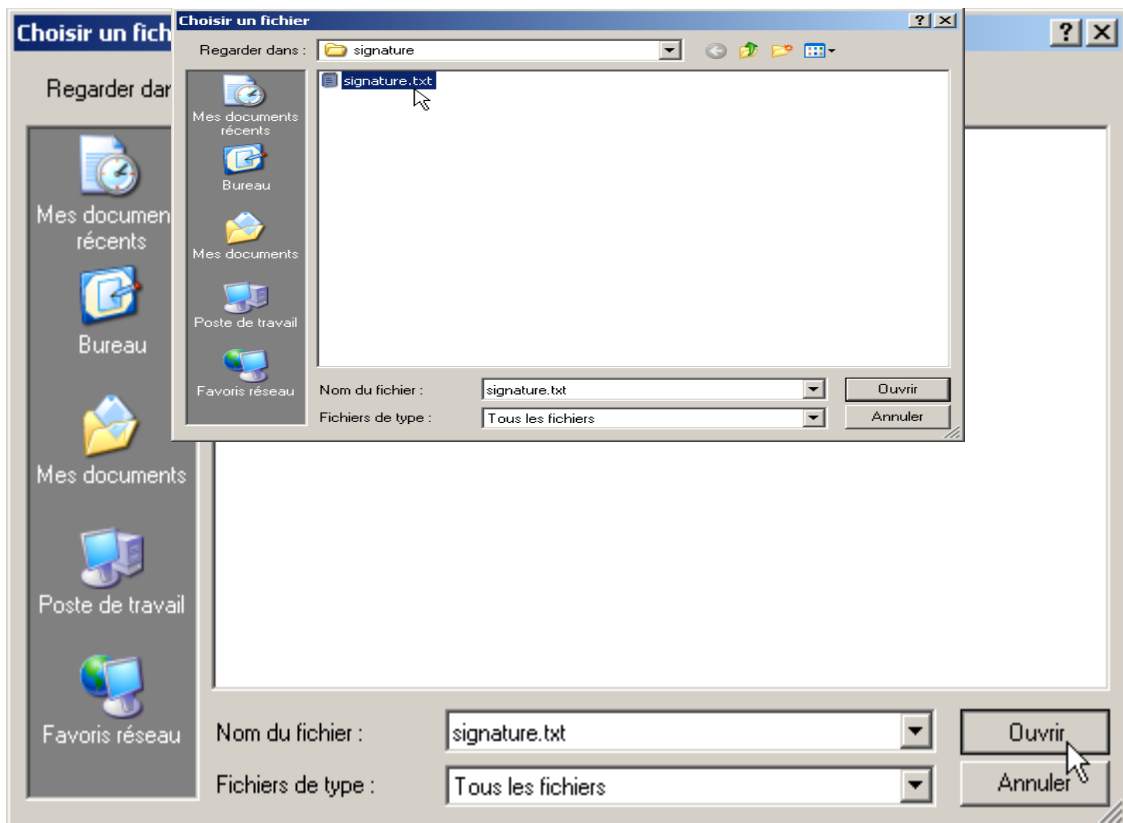 Choisir un fich
Choisir un fichier
Regarder dans :
signature
signature.txt
Mes documents
récents
Bureau
Mes documents
Poste de travail
Favoris réseau
Nom du fichier :
signature.txt
Ouvrir
Fichiers de type :
Tous les fichiers
Annuler
Regarder dan
Mes documen
récents
Bureau
Mes documents
Poste de travail
Favoris réseau
Nom du fichier :
signature.txt
Ouvrir
Fichiers de type :
Tous les fichiers
Annuler